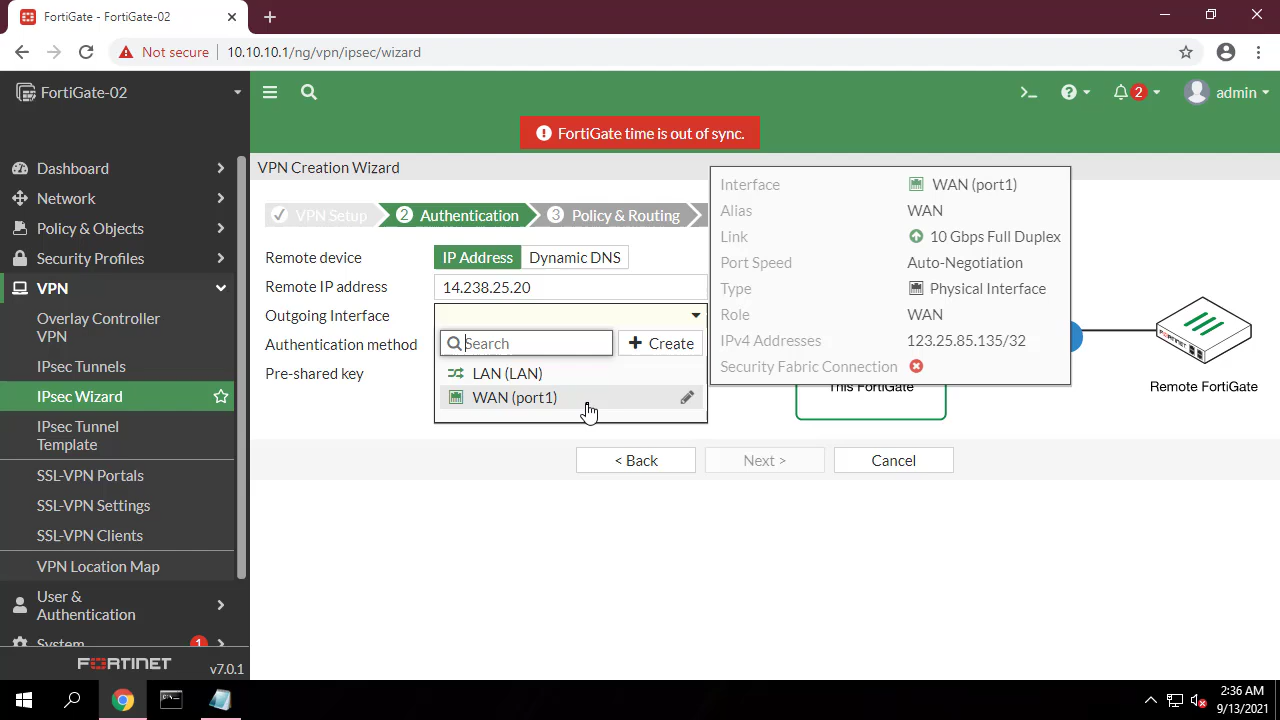 FortiGate - FortiGate-02
Not secure
10.10.10.1/ng/vpn/ipsec/wizard
FortiGate-02
2
admin
FortiGate time is out of sync.
Dashboard
Network
Policy & Objects
Security Profiles
VPN
Overlay Controller
VPN
IPsec Tunnels
IPsec Wizard
IPsec Tunnel
Template
SSL-VPN Portals
SSL-VPN Settings
SSL-VPN Clients
VPN Location Map
User &
Authentication
System
1
FORTINET
v7.0.1
VPN Creation Wizard
VPN Setup
2 Authentication
3 Policy & Routing
Remote device
IP Address
Dynamic DNS
Remote IP address
14.238.25.20
Outgoing Interface
Authentication method
Pre-shared key
Search
Create
LAN (LAN)
WAN (port1)
Interface WAN (port1)
Alias WAN
Link 10 Gbps Full Duplex
Port Speed Auto-Negotiation
Type Physical Interface
Role WAN
IPv4 Addresses 123.25.85.135/32
Security Fabric Connection
This FortiGate
Remote FortiGate
< Back
Next >
Cancel
2:36 AM
9/13/2021